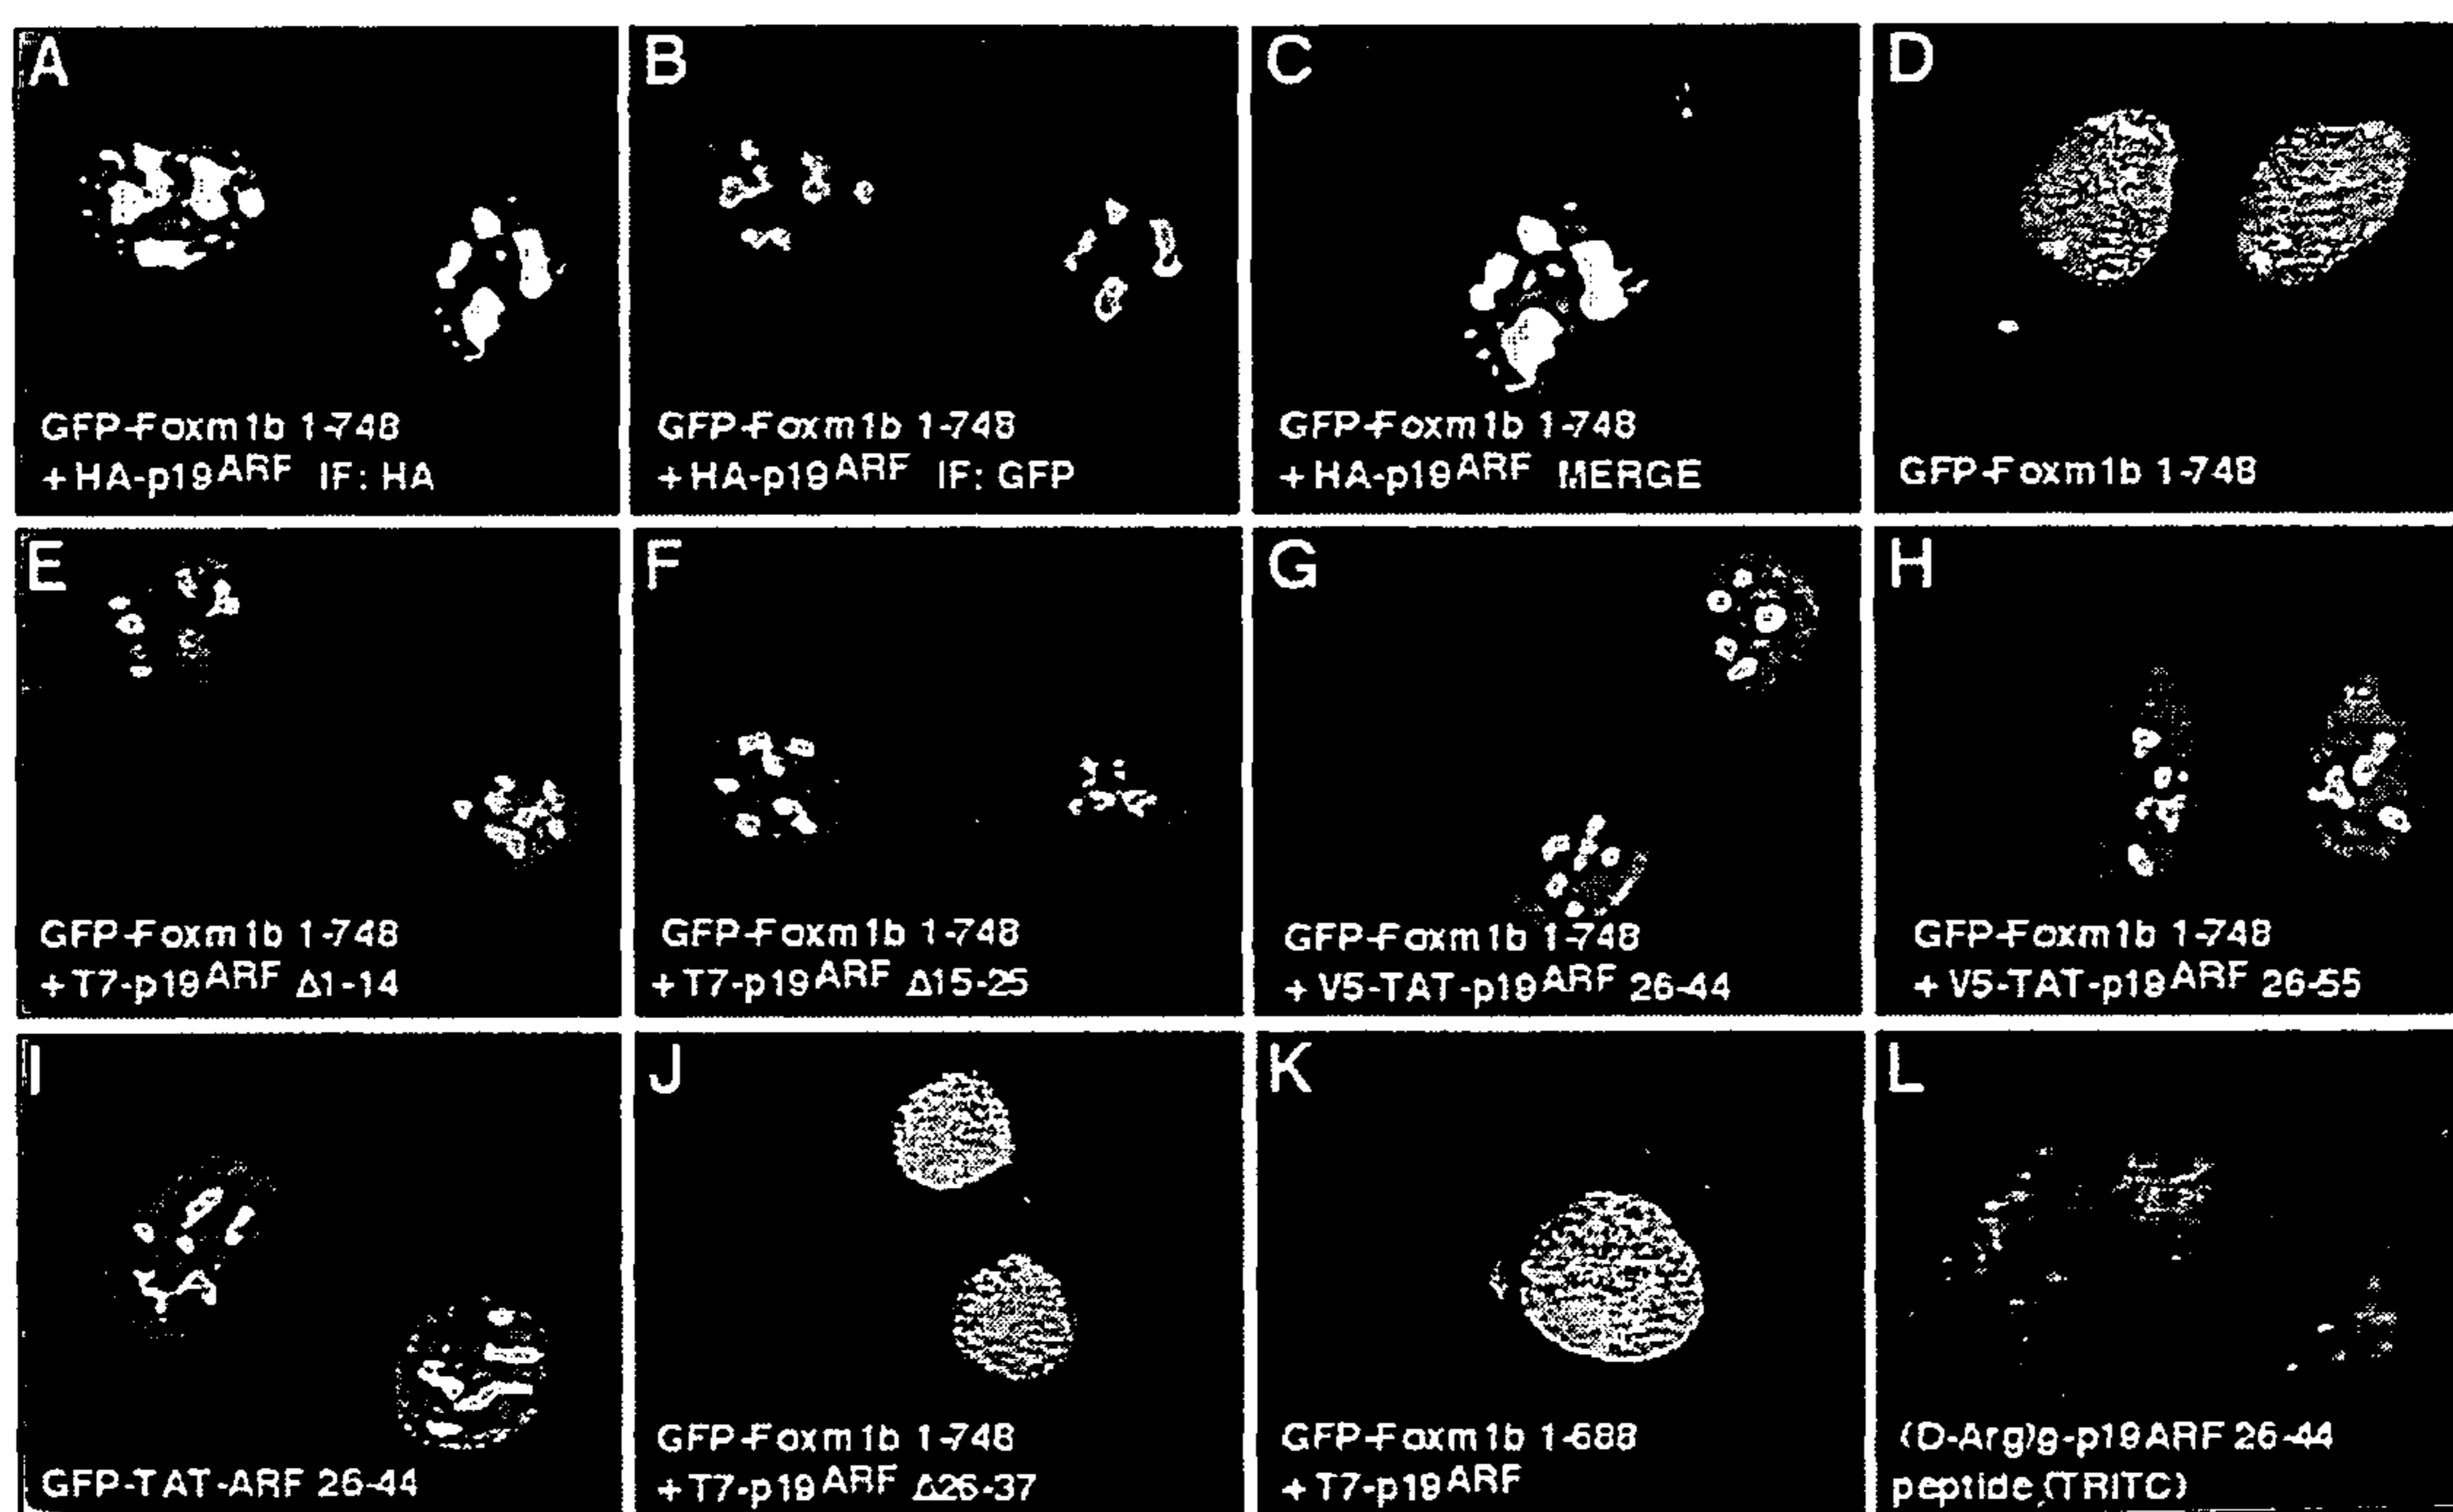 A
GFP-Foxm1b 1-748
+HA-p19ARF IF: HA
B
GFP-Foxm1b 1-748
+HA-p19ARF IF: GFP
C
GFP-Foxm1b 1-748
+HA-p19ARF MERGE
D
GFP-Foxm1b 1-748
E
GFP-Foxm1b 1-748
+T7-p19ARF Δ1-14
F
GFP-Foxm1b 1-748
+T7-p19ARF Δ15-25
G
GFP-Foxm1b 1-748
+V5-TAT-p19ARF 26-44
H
GFP-Foxm1b 1-748
+V5-TAT-p19ARF 26-55
I
GFP-TAT-ARF 26-44
J
GFP-Foxm1b 1-748
+T7-p19ARF Δ26-37
K
GFP-Foxm1b 1-688
+T7-p19ARF
L
(D-Arg)9-p19ARF 26-44
peptide (TRITC)